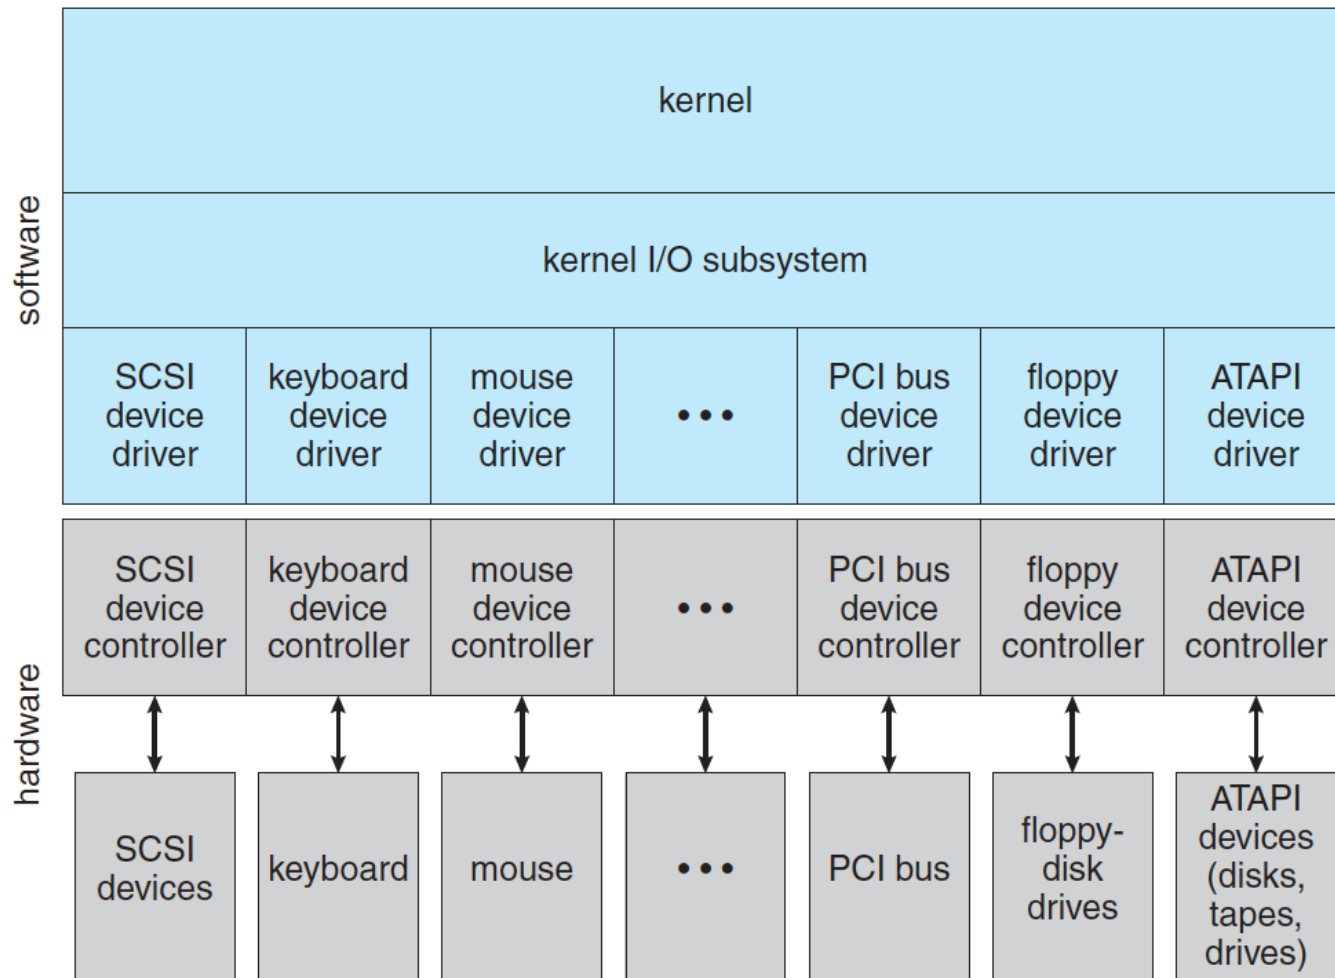 kernel
software
kernel I/O subsystem
SCSI
device
driver
keyboard
device
driver
mouse
device
driver
•••
PCI bus
device
driver
floppy
device
driver
ATAPI
device
driver
hardware
SCSI
device
controller
keyboard
device
controller
mouse
device
controller
•••
PCI bus
device
controller
floppy
device
controller
ATAPI
device
controller
SCSI
devices
keyboard
mouse
•••
PCI bus
floppy-
disk
drives
ATAPI
devices
(disks,
tapes,
drives)